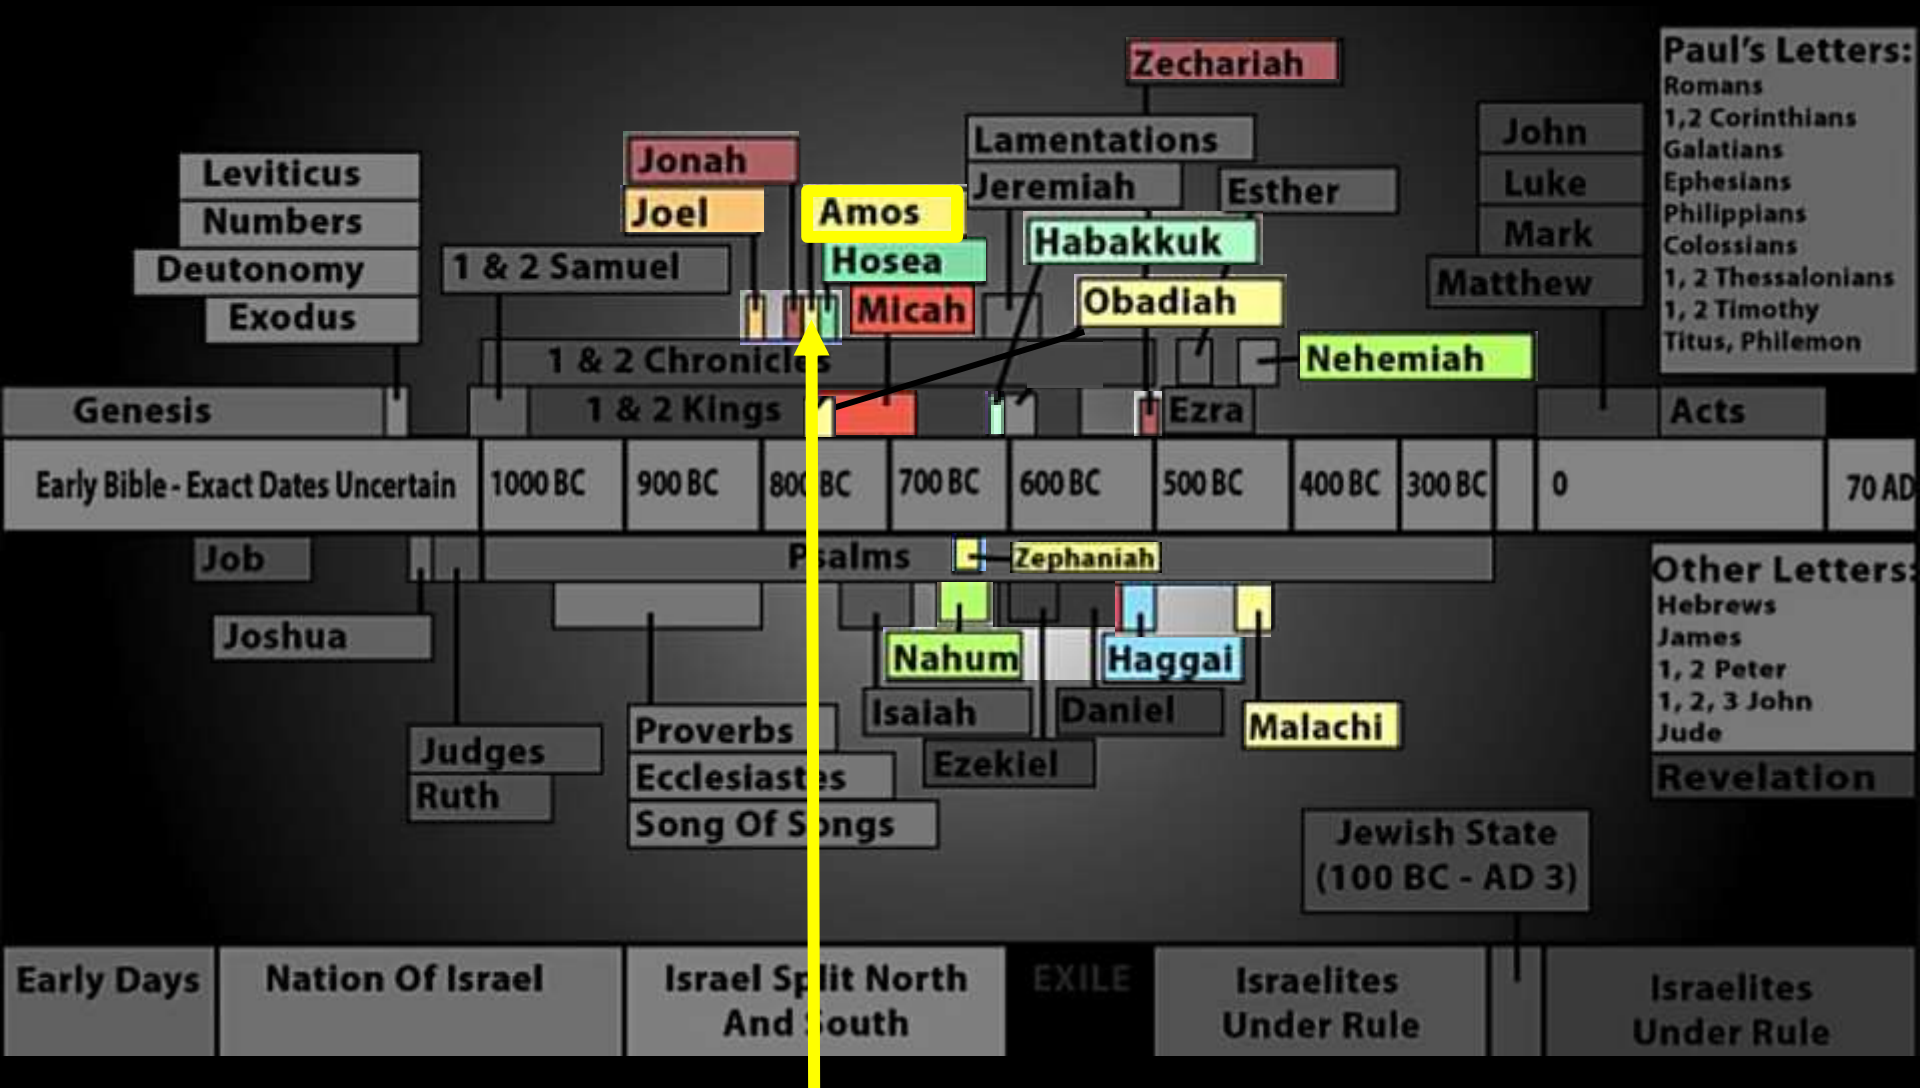 Zechariah
Paul's Letters:
Romans
1,2 Corinthians
Galatians
Ephesians
Philippians
Colossians
1, 2 Thessalonians
1, 2 Timothy
Titus, Philemon
John
Luke
Mark
Matthew
Lamentations
Jeremiah
Esther
Jonah
Joel
Amos
Hosea
Micah
Habakkuk
Obadiah
Nehemiah
Leviticus
Numbers
Deutonomy
Exodus
1 & 2 Samuel
1 & 2 Chronicles
Genesis
1 & 2 Kings
Ezra
Acts
Early Bible - Exact Dates Uncertain
1000 BC
900 BC
800 BC
700 BC
600 BC
500 BC
400 BC
300 BC
0
70 AD
Job
Psalms
Zephaniah
Joshua
Nahum
Haggai
Isaiah
Daniel
Malachi
Ezekiel
Judges
Ruth
Proverbs
Ecclesiastes
Song Of Songs
Other Letters:
Hebrews
James
1, 2 Peter
1, 2, 3 John
Jude
Revelation
Jewish State
(100 BC - AD 3)
Early Days
Nation Of Israel
Israel Split North
And South
EXILE
Israelites
Under Rule
Israelites
Under Rule